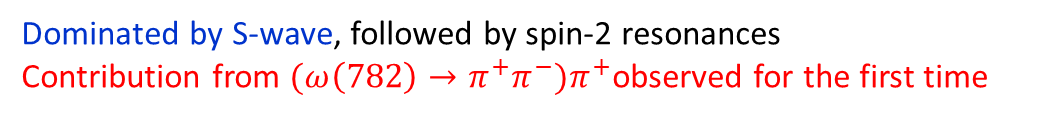 Dominated by S-wave, followed by spin-2 resonances
Contribution from (ω(782) → π⁺π⁻)π⁺observed for the first time